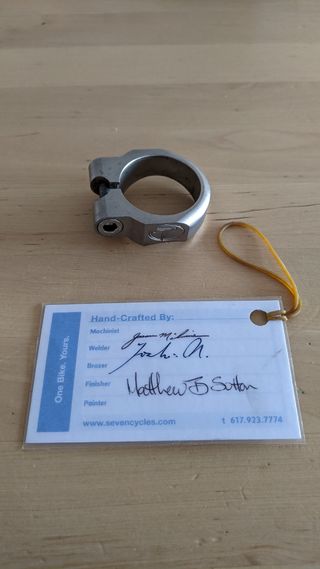 One Bike. Yours.
Hand-Crafted By:
Machinist
Welder
Brazer
Finisher Matthew Sutton
Painter
www.sevencycles.com t 617.923.7774